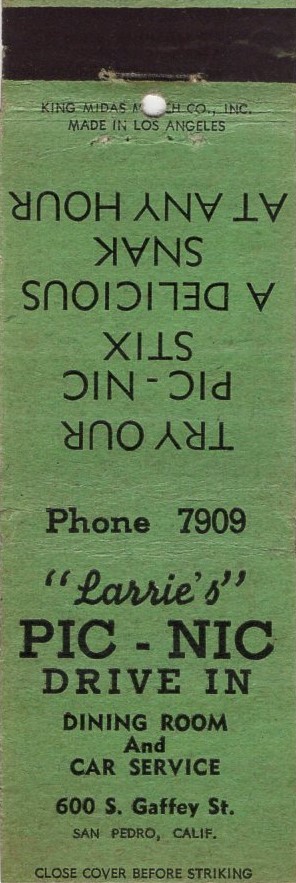 KING MIDAS MATCH CO., INC.
MADE IN LOS ANGELES
TRY OUR
PIC - NIC
STIX
A DELICIOUS
SNAK
AT ANY HOUR
Phone 7909
"Larrie's"
PIC - NIC
DRIVE IN
DINING ROOM
And
CAR SERVICE
600 S. Gaffey St.
SAN PEDRO, CALIF.
CLOSE COVER BEFORE STRIKING